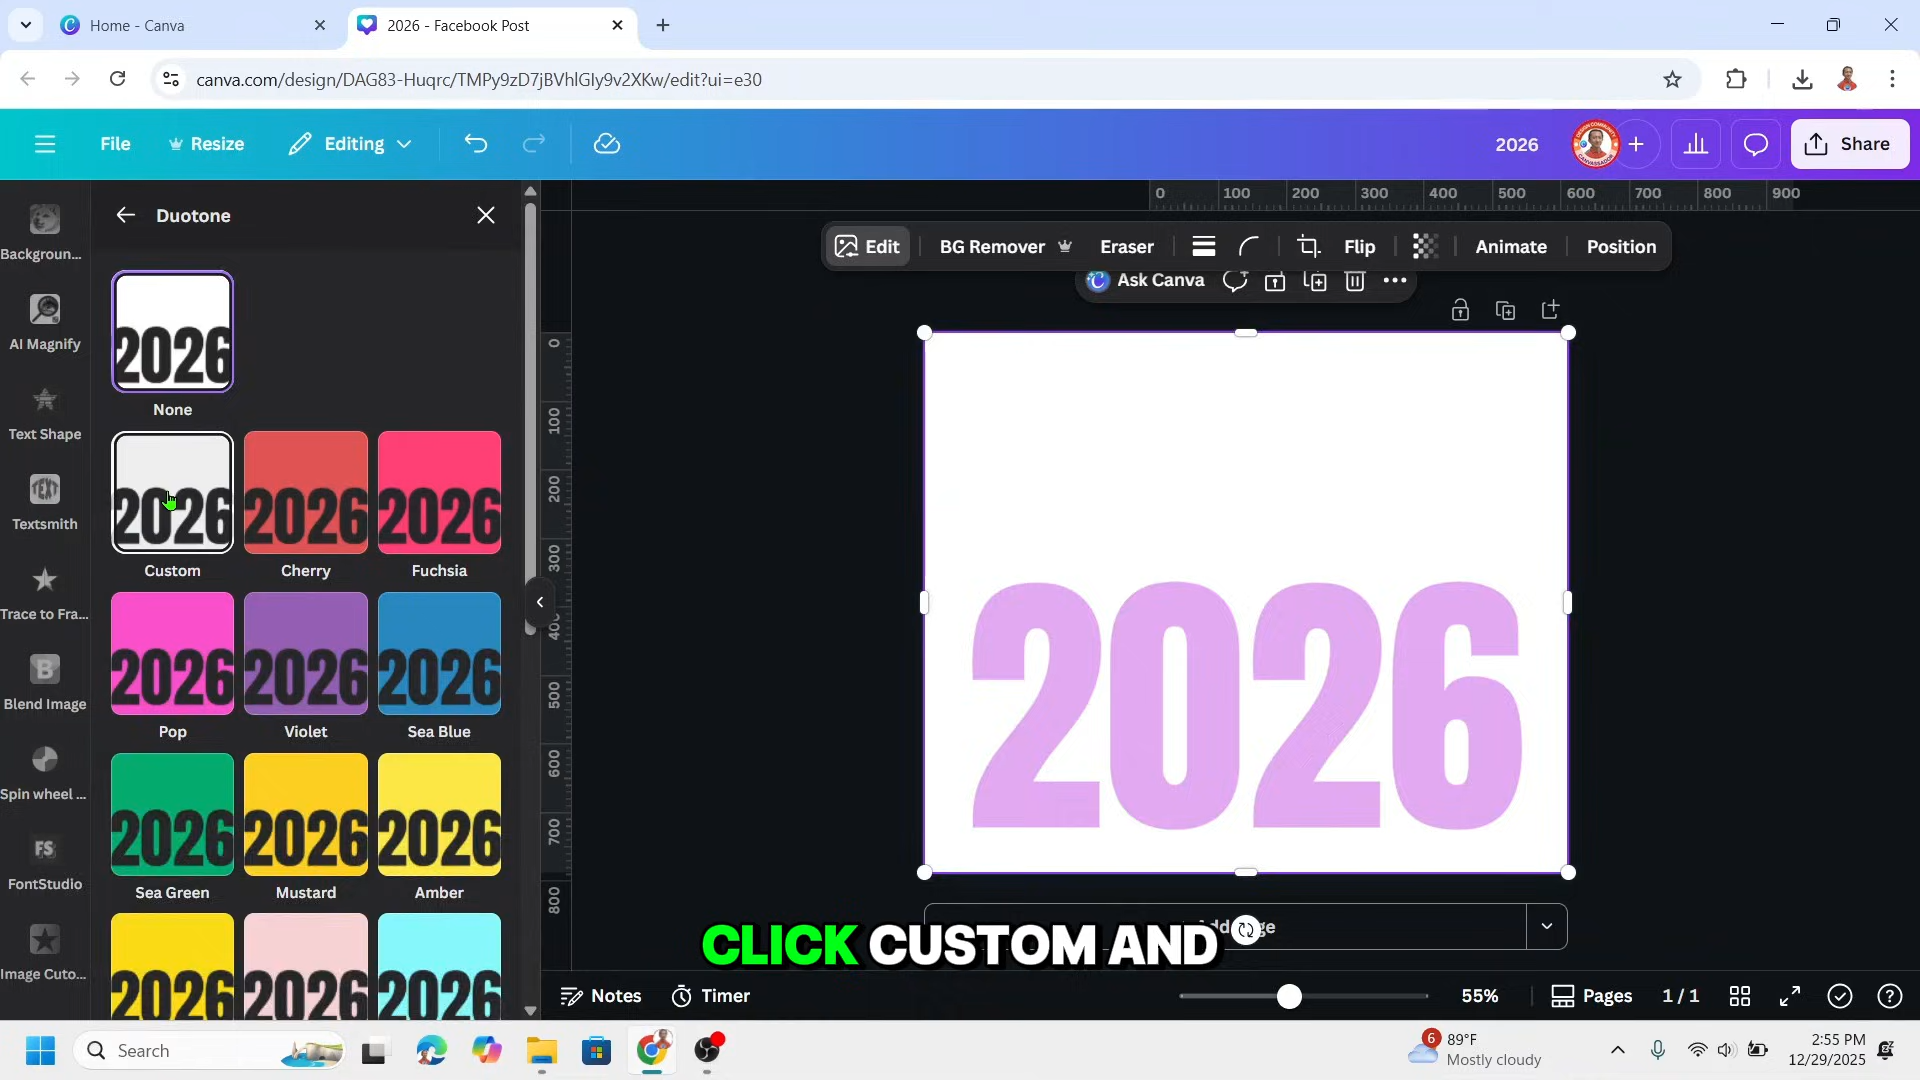 Home - Canva
2026 - Facebook Post
canva.com/design/DAG83-Huqrc/TMPy9zD7jBVhlGIy9v2XKw/edit?ui=e30
File
Resize
Editing
2026
Share
Backgroun...
AI Magnify
Text Shape
TEXT
Textsmith
Trace to Fra...
B
Blend Image
Spin wheel ...
FS
FontStudio
Image Cuto...
Duotone
2026
None
2026
2026
2026
Custom
Cherry
Fuchsia
2026
2026
2026
Pop
Violet
Sea Blue
2026
2026
2026
Sea Green
Mustard
Amber
2026
2026
2026
0 100 200 300 400 500 600 700 800 900
0
100
200
300
400
500
600
700
800
Edit
BG Remover
Eraser
Flip
Animate
Position
Ask Canva
2026
CLICK CUSTOM AND
Notes
Timer
55%
Pages
1 / 1
Search
6
89°F
Mostly cloudy
2:55 PM
12/29/2025